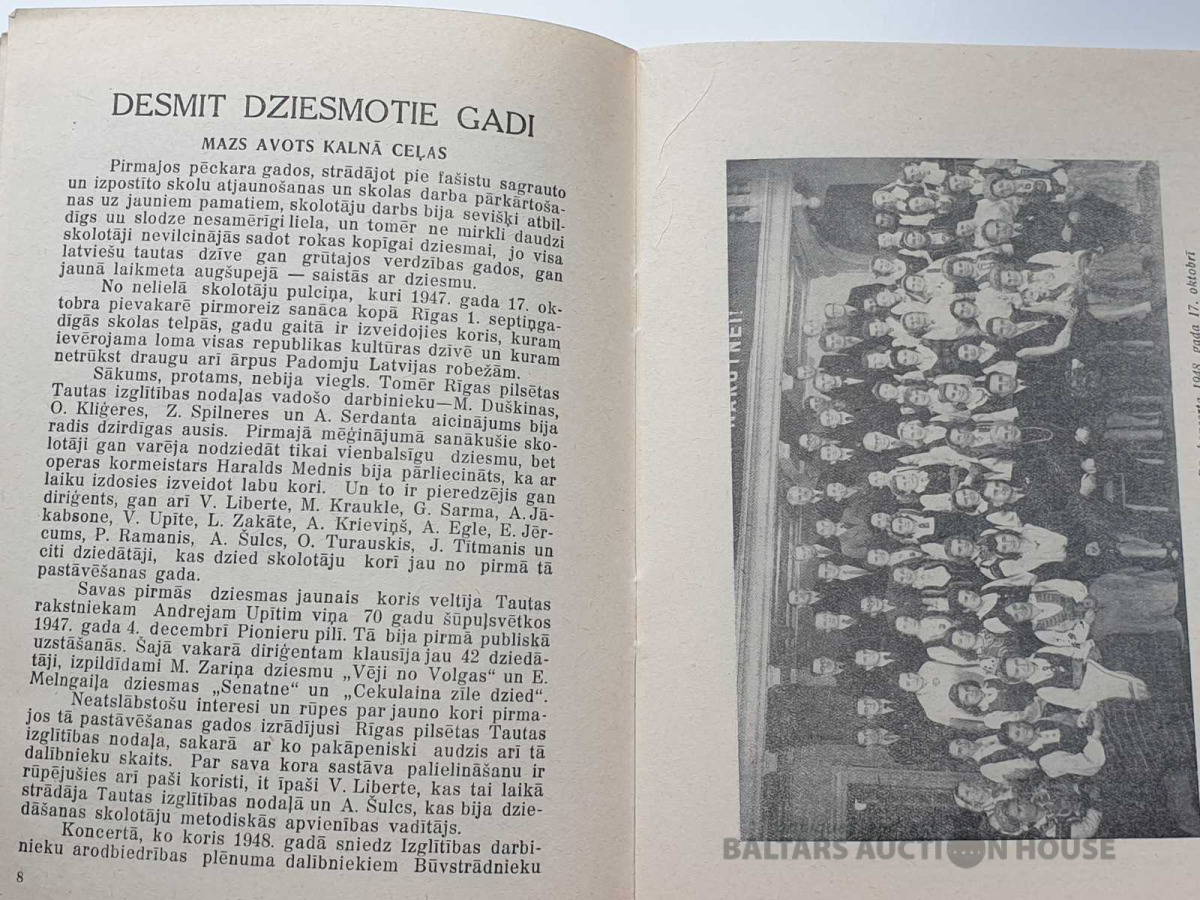 DESMIT DZIESMOTIE GADI
MAZS AVOTS KALNĀ CEĻAS
Pirmajos pēckara gados, strādājot pie fašistu sagrauto
un izpostīto skolu atjaunošanas un skolas darba pārkārtoša-
nas uz jauniem pamatiem, skolotāju darbs bija sevišķi atbil-
dīgs un slodze nesamērīgi liela, un tomēr ne mirkli daudzi
skolotāji nevilcinājās sadot rokas kopīgai dziesmai, jo visa
latviešu tautas dzīve gan grūtajos verdzības gados, gan
jaunā laikmeta augšupejā — saistās ar dziesmu.
No nelielā skolotāju pulciņa, kuri 1947. gada 17. ok-
tobra pievakarē pirmoreiz sanāca kopā Rīgas 1. septiņga-
dīgās skolas telpās, gadu gaitā ir izveidojies koris, kuram
ievērojama loma visas republikas kultūras dzīvē un kuram
netrūkst draugu arī ārpus Padomju Latvijas robežām.
Sākums, protams, nebija viegls. Tomēr Rīgas pilsētas
Tautas izglītības nodaļas vadošo darbinieku—M. Duškinas,
O. Kliģeres, Z. Spilneres un A. Serdanta aicinājums bija
radis dzirdīgas ausis. Pirmajā mēģinājumā sanākušie sko-
lotāji gan varēja nodziedāt tikai vienbalsīgu dziesmu, bet
operas kormeistars Haralds Mednis bija pārliecināts, ka ar
laiku izdosies izveidot labu kori. Un to ir pieredzējis gan
diriģents, gan arī V. Liberte, M. Kraukle, G. Sarma, A. Jā-
kabsone, V. Upīte, L. Zakāte, A. Krieviņš, A. Egle, E. Jēr-
cums, P. Ramanis, A. Šulcs, O. Turauskis, J. Tītmanis un
citi dziedātāji, kas dzied skolotāju korī jau no pirmā tā
pastāvēšanas gada.
Savas pirmās dziesmas jaunais koris veltīja Tautas
rakstniekam Andrejam Upītim viņa 70 gadu šūpuļsvētkos
1947. gada 4. decembrī Pionieru pilī. Tā bija pirmā publiskā
uzstāšanās. Šajā vakarā diriģentam klausīja jau 42 dziedā-
tāji, izpildīdami M. Zariņa dziesmu „Vēji no Volgas" un E.
Melngaiļa dziesmas „Senatne" un „Cekulaina zīle dzied".
Neatslābstošu interesi un rūpes par jauno kori pirma-
jos tā pastāvēšanas gados izrādījusi Rīgas pilsētas Tautas
izglītības nodaļa, sakarā ar ko pakāpeniski audzis arī tā
dalībnieku skaits. Par sava kora sastāva palielināšanu ir
rūpējušies arī paši koristi, it īpaši V. Liberte, kas tai laikā
strādāja Tautas izglītības nodaļā un A. Šulcs, kas bija dzie-
dāšanas skolotāju metodiskās apvienības vadītājs.
Koncertā, ko koris 1948. gadā sniedz Izglītības darbi-
nieku arodbiedrības plēnuma dalībniekiem Būvstrādnieku
8
1948. gada 17. oktobrī
BALTARS AUCTION HOUSE